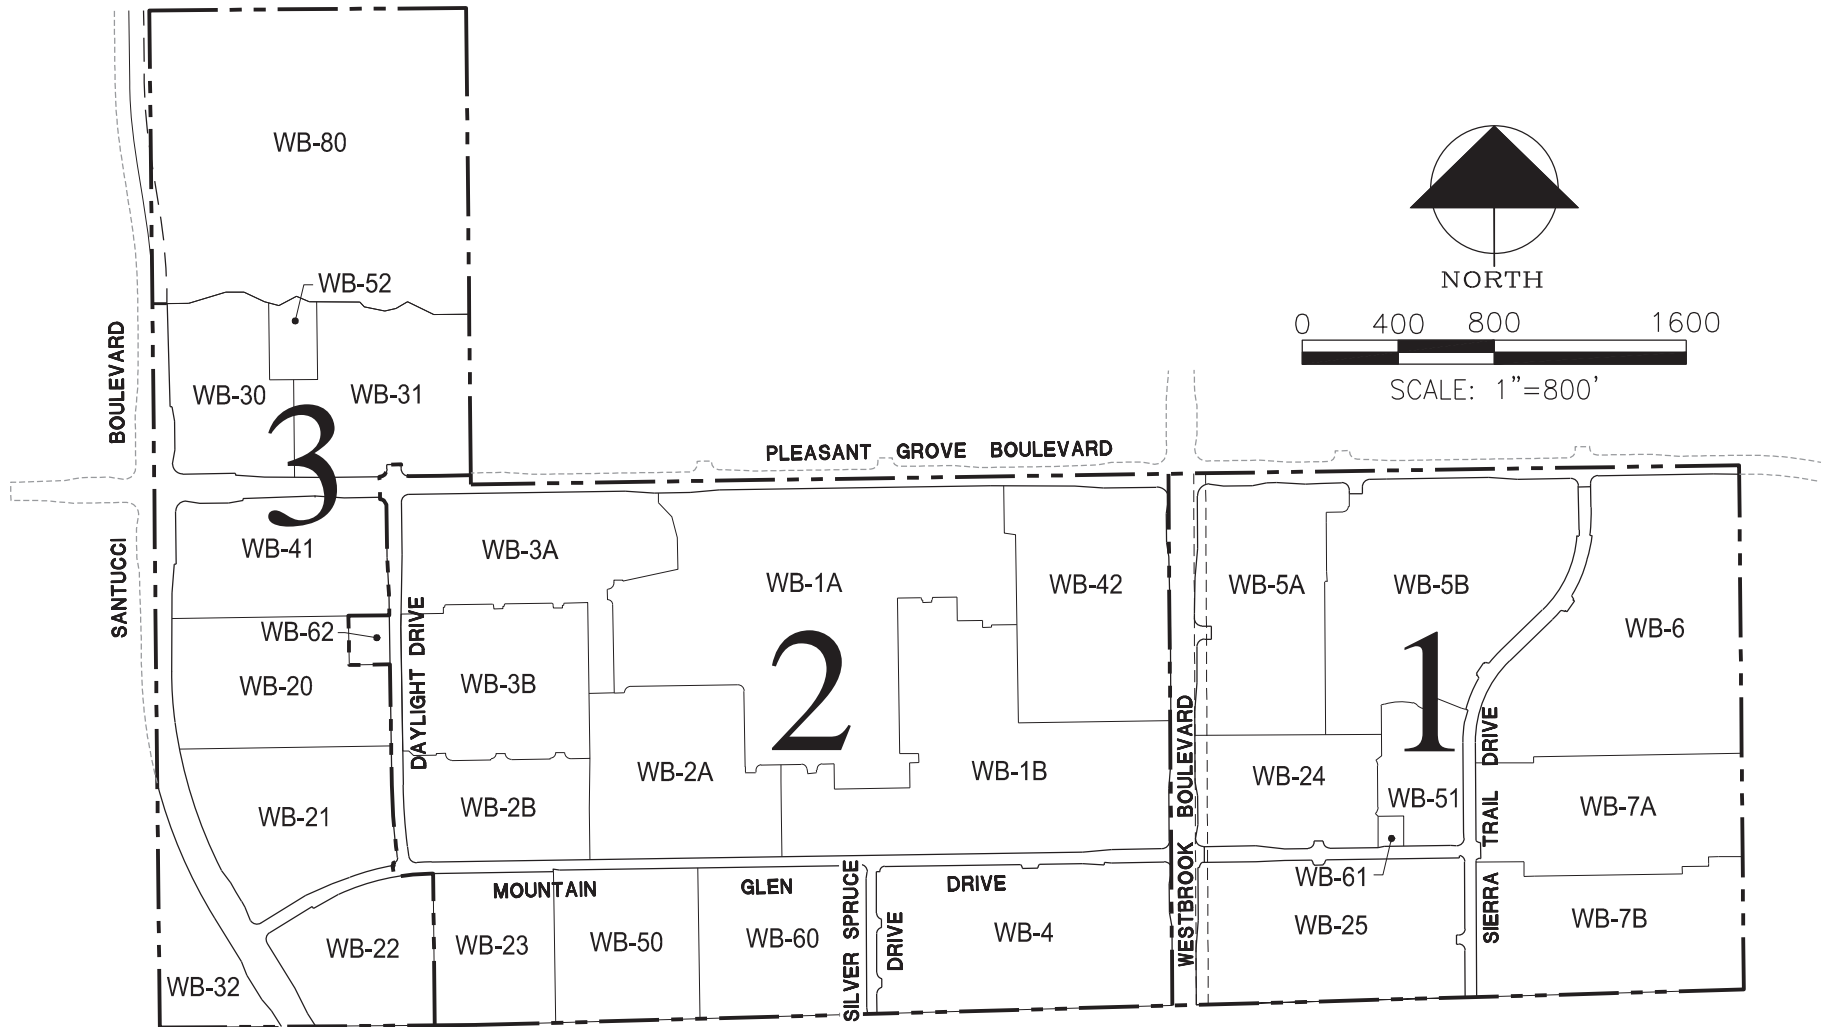 WB-80
WB-52
NORTH
0 400 800 1600
SCALE: 1"=800'
SANTUCCI BOULEVARD
WB-30
WB-31
3
PLEASANT GROVE BOULEVARD
WB-41
WB-3A
WB-1A
WB-42
WB-5A
WB-5B
WB-6
WB-62
DAYLIGHT DRIVE
WB-20
WB-3B
2
1
WB-21
WB-2B
WB-2A
WB-1B
WESTBROOK BOULEVARD
WB-24
WB-51
SIERRA TRAIL DRIVE
WB-7A
WB-61
MOUNTAIN GLEN DRIVE
WB-22
WB-23
WB-50
WB-60
SILVER SPRUCE
DRIVE
WB-4
WB-25
WB-7B
WB-32